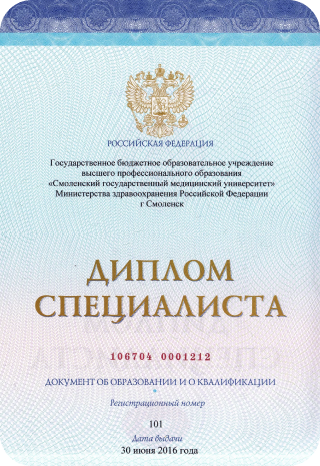 РОССИЙСКАЯ ФЕДЕРАЦИЯ
Государственное бюджетное образовательное учреждение
высшего профессионального образования
«Смоленский государственный медицинский университет»
Министерства здравоохранения Российской Федерации
г Смоленск
ДИПЛОМ
СПЕЦИАЛИСТА
106704 0001212
ДОКУМЕНТ ОБ ОБРАЗОВАНИИ И О КВАЛИФИКАЦИИ
Регистрационный номер
101
Дата выдачи
30 июня 2016 года